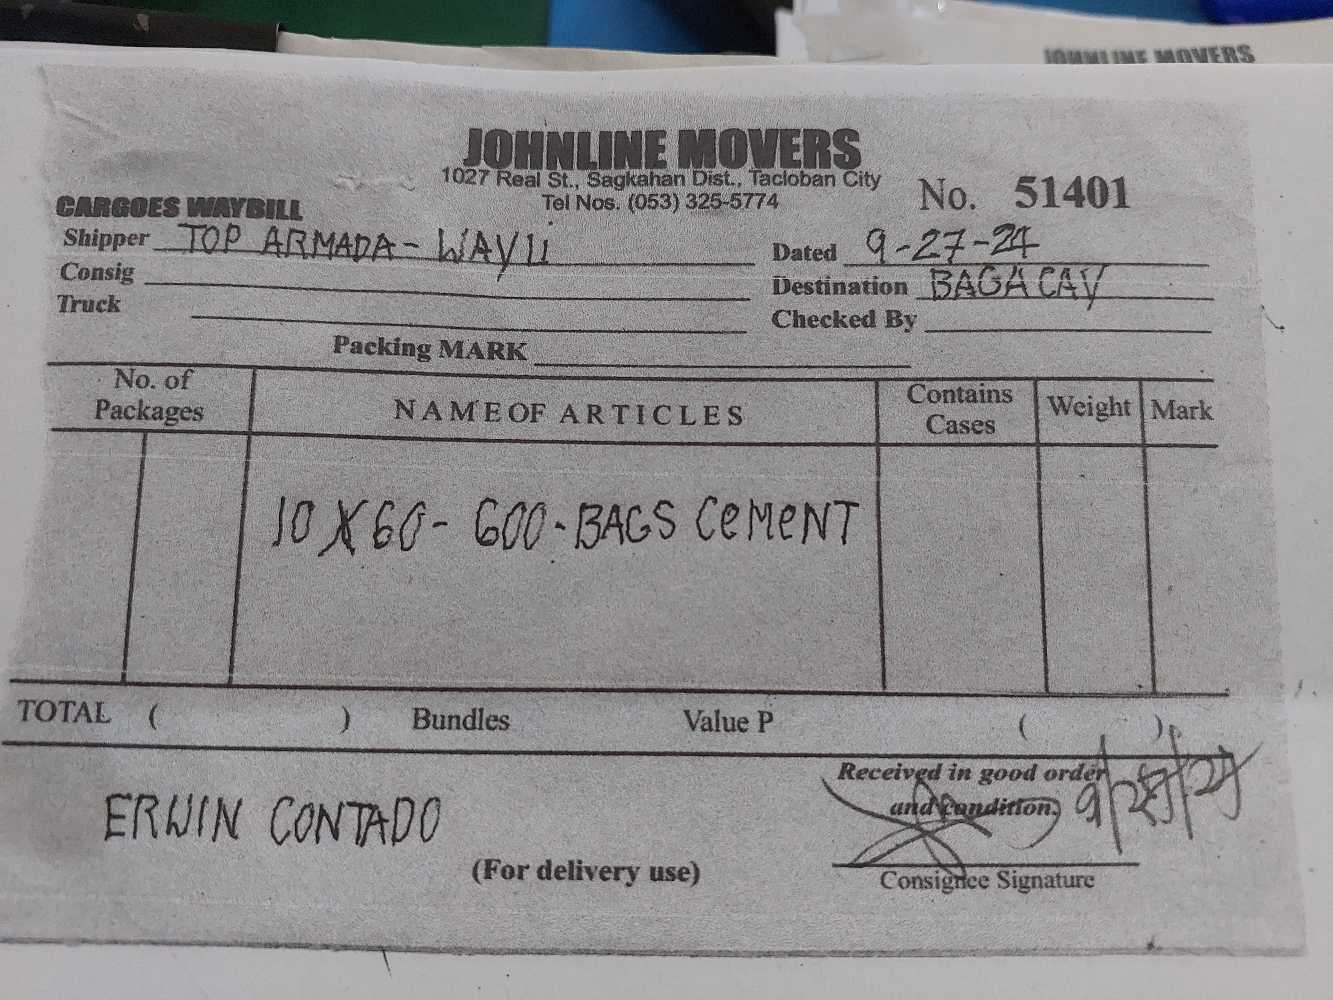 JOHNLINE MOVERS
JOHNLINE MOVERS
1027 Real St., Sagkahan Dist., Tacloban City
Tel Nos. (053) 325-5774
No. 51401
CARGOES WAYBILL
Shipper TOP ARMADA - WAYLI
Dated 9-27-24
Consig
Destination BAGACAY
Truck
Checked By
Packing MARK
No. of Packages NAME OF ARTICLES Contains Cases Weight Mark
10 X 60 - 600 - BAGS CEMENT
TOTAL ( ) Bundles Value P ( )
Received in good order
and condition.
ERWIN CONTADO
(For delivery use)
Consignee Signature